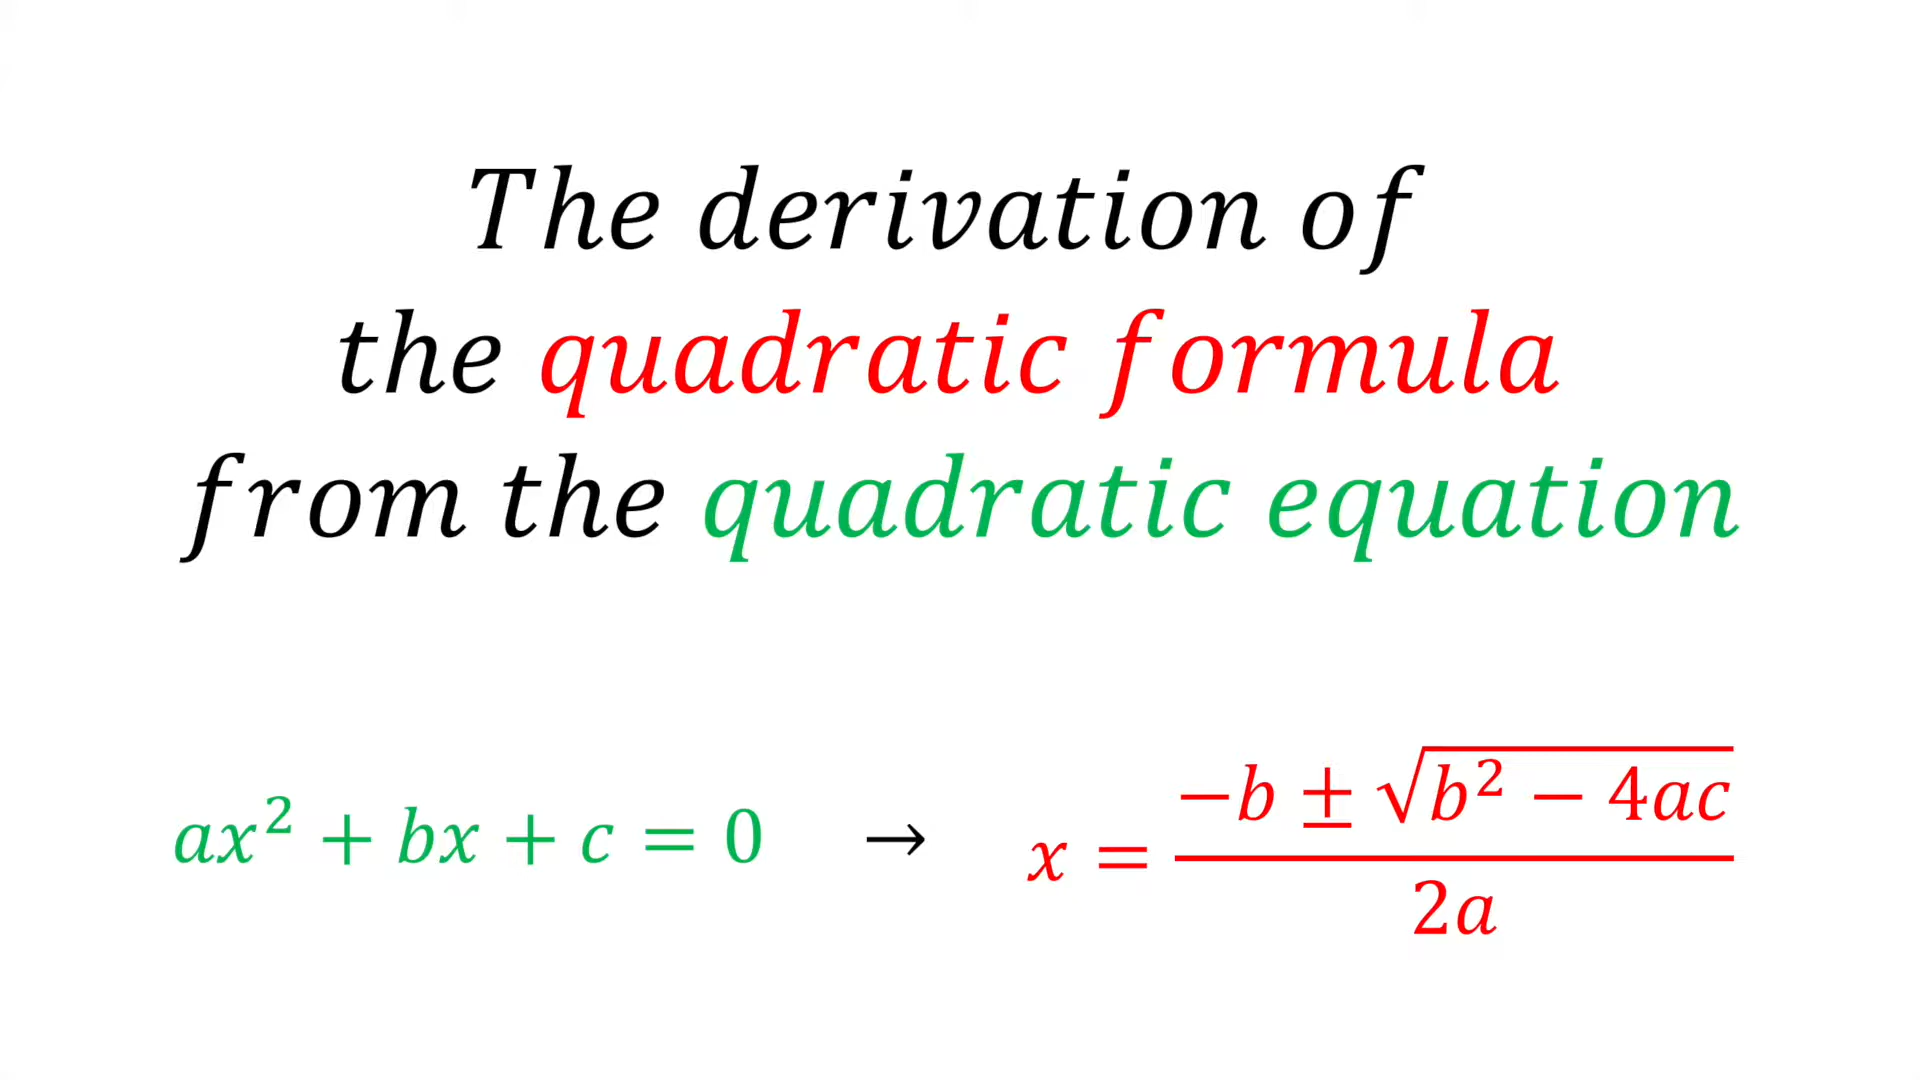 The derivation of
the quadratic formula
from the quadratic equation
ax² + bx + c = 0 → x = (−b ± √(b² − 4ac)) / 2a